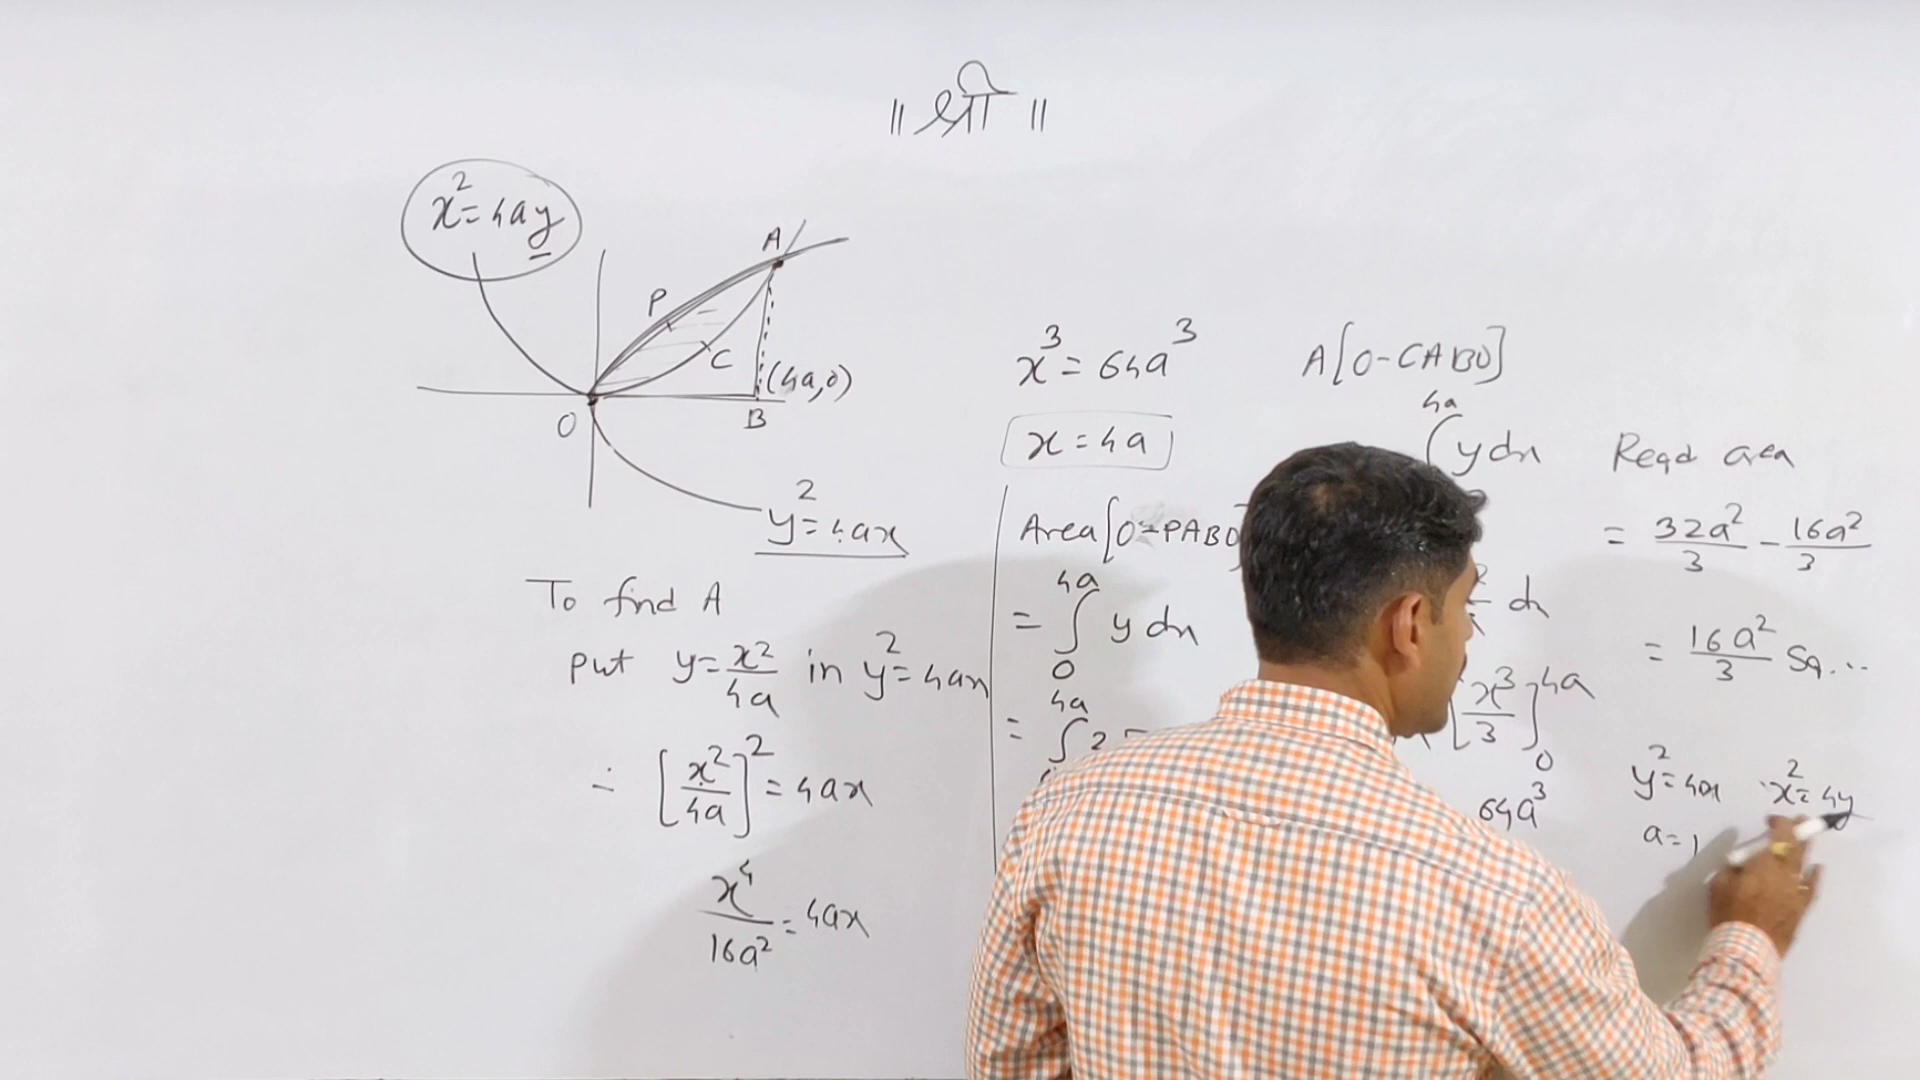 ॥ श्री ॥
x² = 4ay
A
P
C
(4a,0)
O
B
y² = 4ax
To find A
put y = x²/4a in y² = 4ax
∴ [x²/4a]² = 4ax
x⁴/16a² = 4ax
x³ = 64a³
x = 4a
Area[O-PABO]
= ∫₀⁴ᵃ y dx
= ∫ 2
A[O-CABO]
4a
∫ y dx
dx
[x³/3]₀⁴ᵃ
64a³
Reqd area
= 32a²/3 - 16a²/3
= 16a²/3 Sq...
y² = 4ax x² = 4y
a = 1